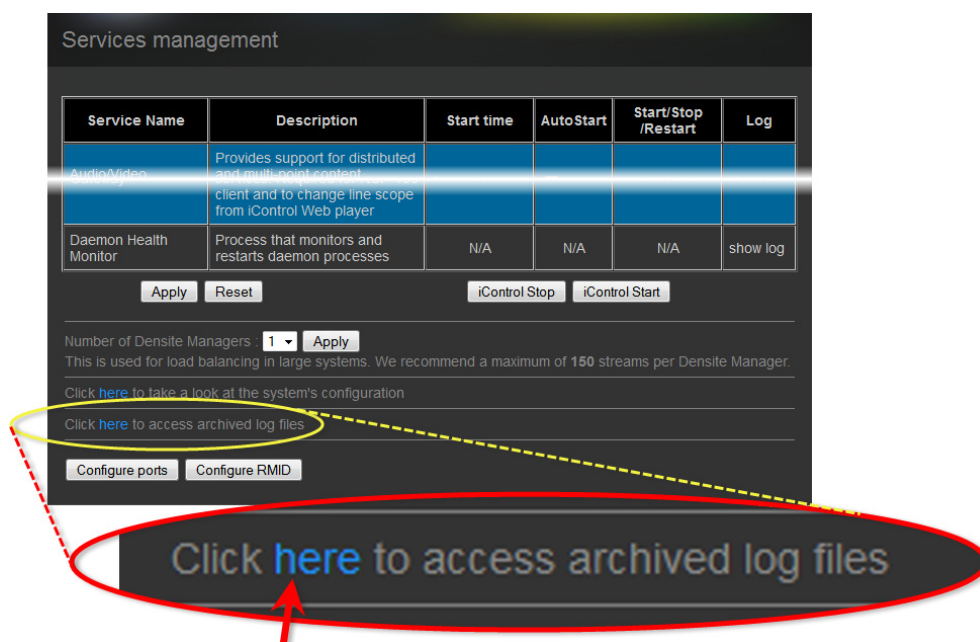 Services management
Service Name
Description
Start time
AutoStart
Start/Stop
/Restart
Log
Audio/Video
Provides support for distributed
and multi-point content
client and to change line scope
from iControl Web player
Daemon Health
Monitor
Process that monitors and
restarts daemon processes
N/A
N/A
N/A
show log
Apply
Reset
iControl Stop
iControl Start
Number of Densite Managers : 1 Apply
This is used for load balancing in large systems. We recommend a maximum of 150 streams per Densite Manager.
Click here to take a look at the system's configuration
Click here to access archived log files
Configure ports
Configure RMID
Click here to access archived log files